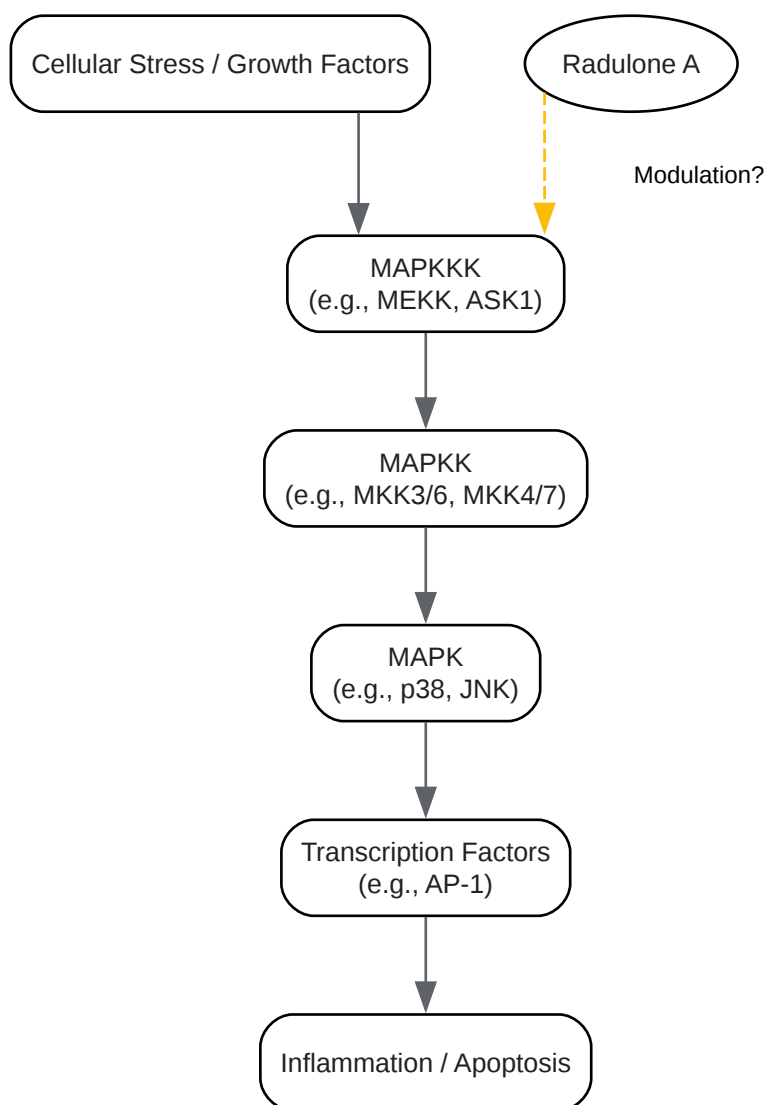 Cellular Stress / Growth Factors
Radulone A
Modulation?
MAPKKK
(e.g., MEKK, ASK1)
MAPKK
(e.g., MKK3/6, MKK4/7)
MAPK
(e.g., p38, JNK)
Transcription Factors
(e.g., AP-1)
Inflammation / Apoptosis